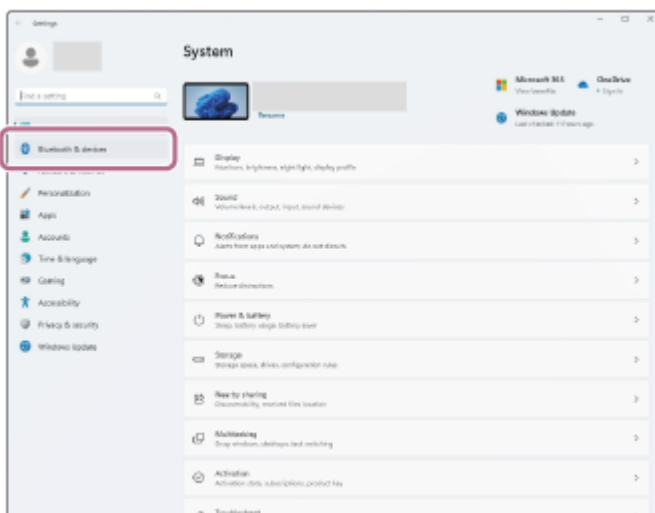 Settings
System
Find a setting
Rename
Microsoft 365
View benefits
OneDrive
Sign in
Windows Update
Last checked: 17 hours ago
Bluetooth & devices
Personalization
Apps
Accounts
Time & language
Gaming
Accessibility
Privacy & security
Windows Update
Display
Monitors, brightness, night light, display profile
Sound
Volume levels, output, input, sound devices
Notifications
Alerts from apps and system, do not disturb
Focus
Reduce distractions
Power & battery
Sleep, battery usage, battery saver
Storage
Storage space, drives, configuration rules
Nearby sharing
Discoverability, received files location
Multitasking
Snap windows, desktops, task switching
Activation
Activation state, subscriptions, product key
Troubleshoot